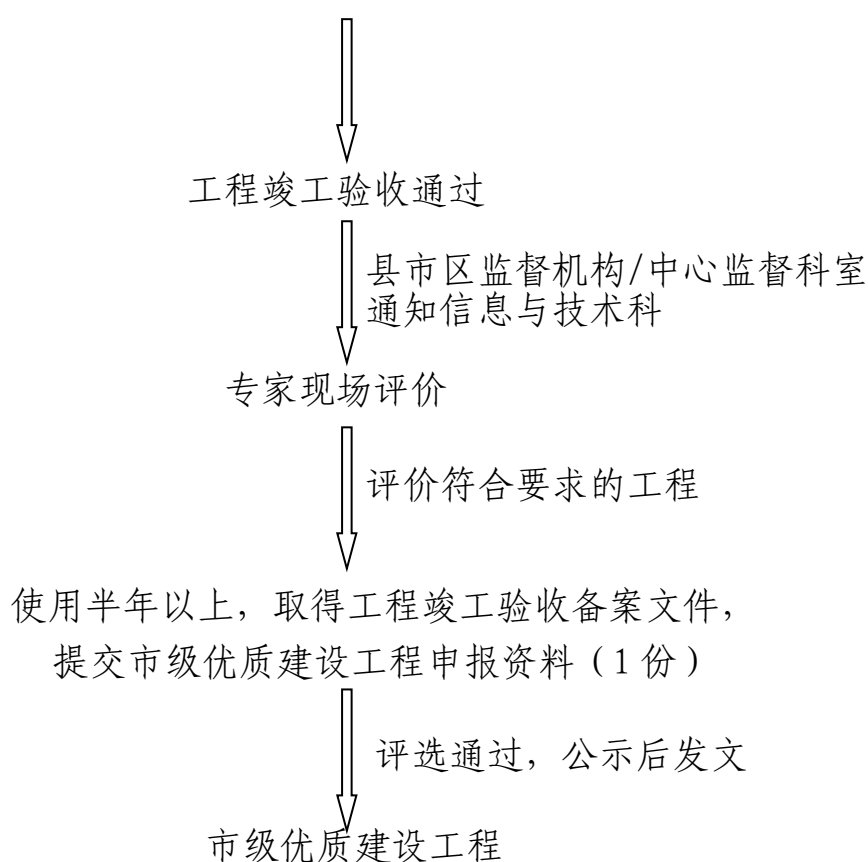 工程竣工验收通过
县市区监督机构/中心监督科室
通知信息与技术科
专家现场评价
评价符合要求的工程
使用半年以上，取得工程竣工验收备案文件，
提交市级优质建设工程申报资料（1份）
评选通过，公示后发文
市级优质建设工程